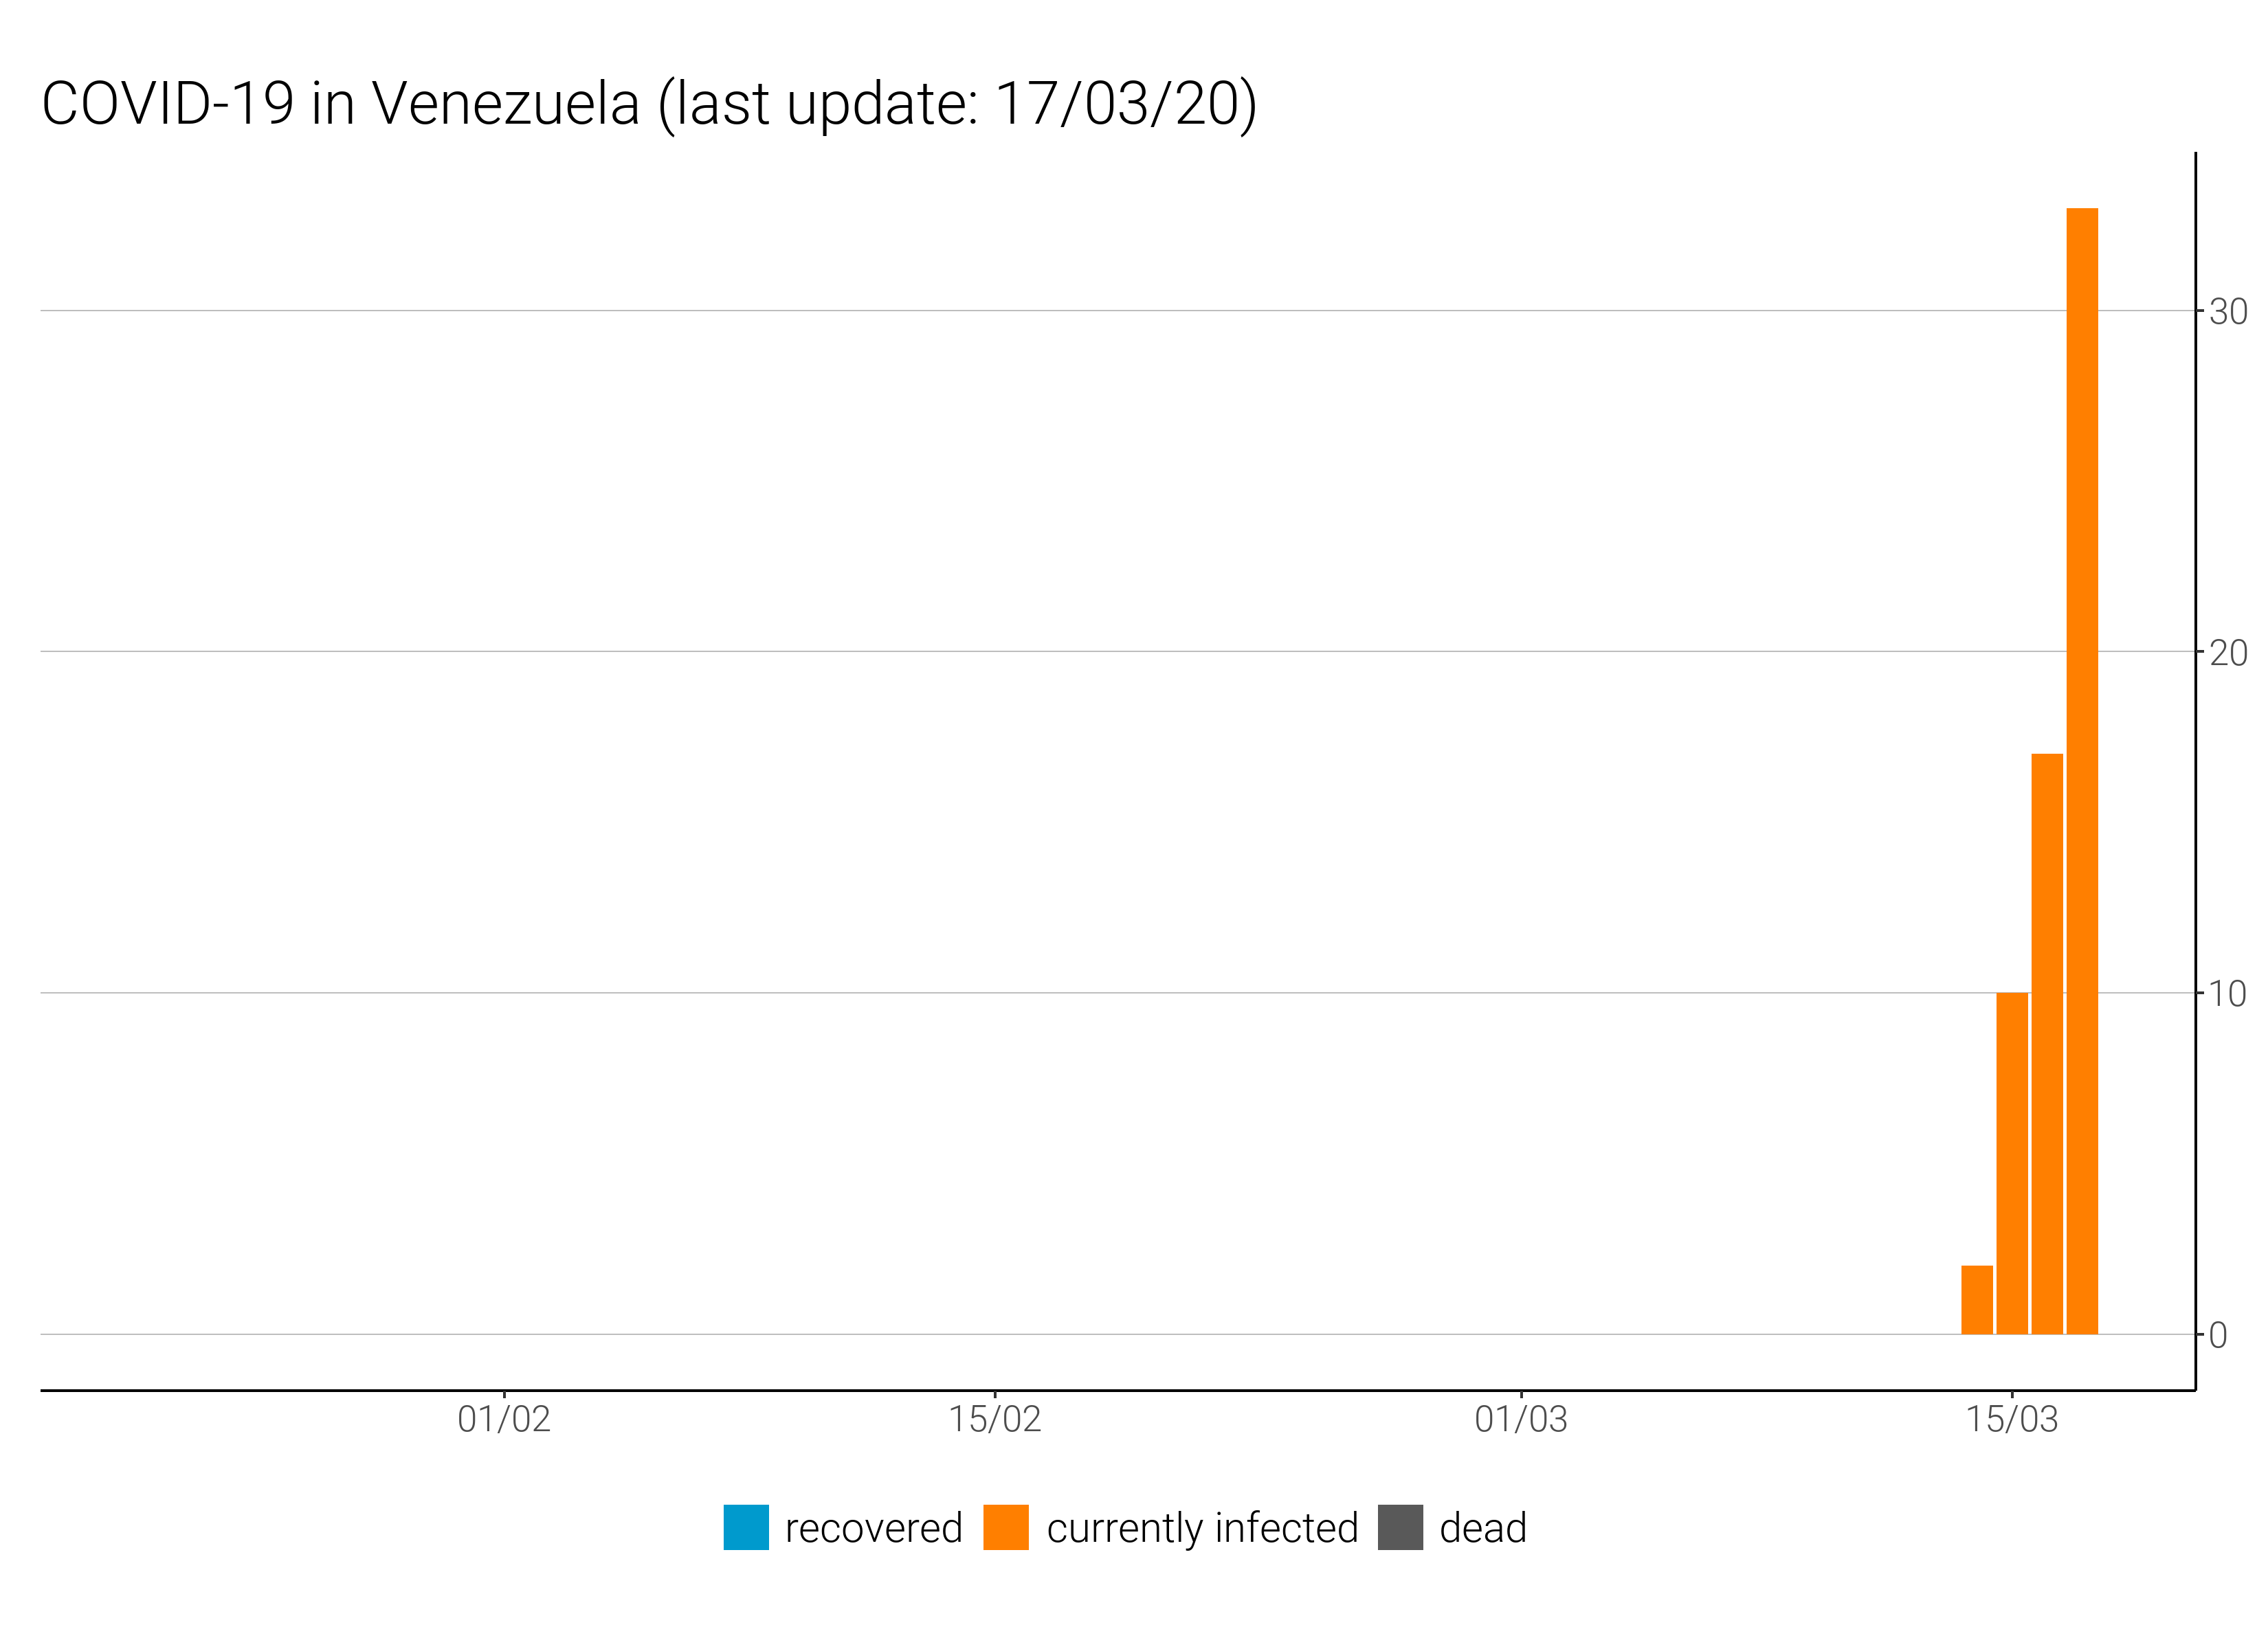 COVID-19 in Venezuela (last update: 17/03/20)
30
20
10
0
01/02 15/02 01/03 15/03
recovered currently infected dead